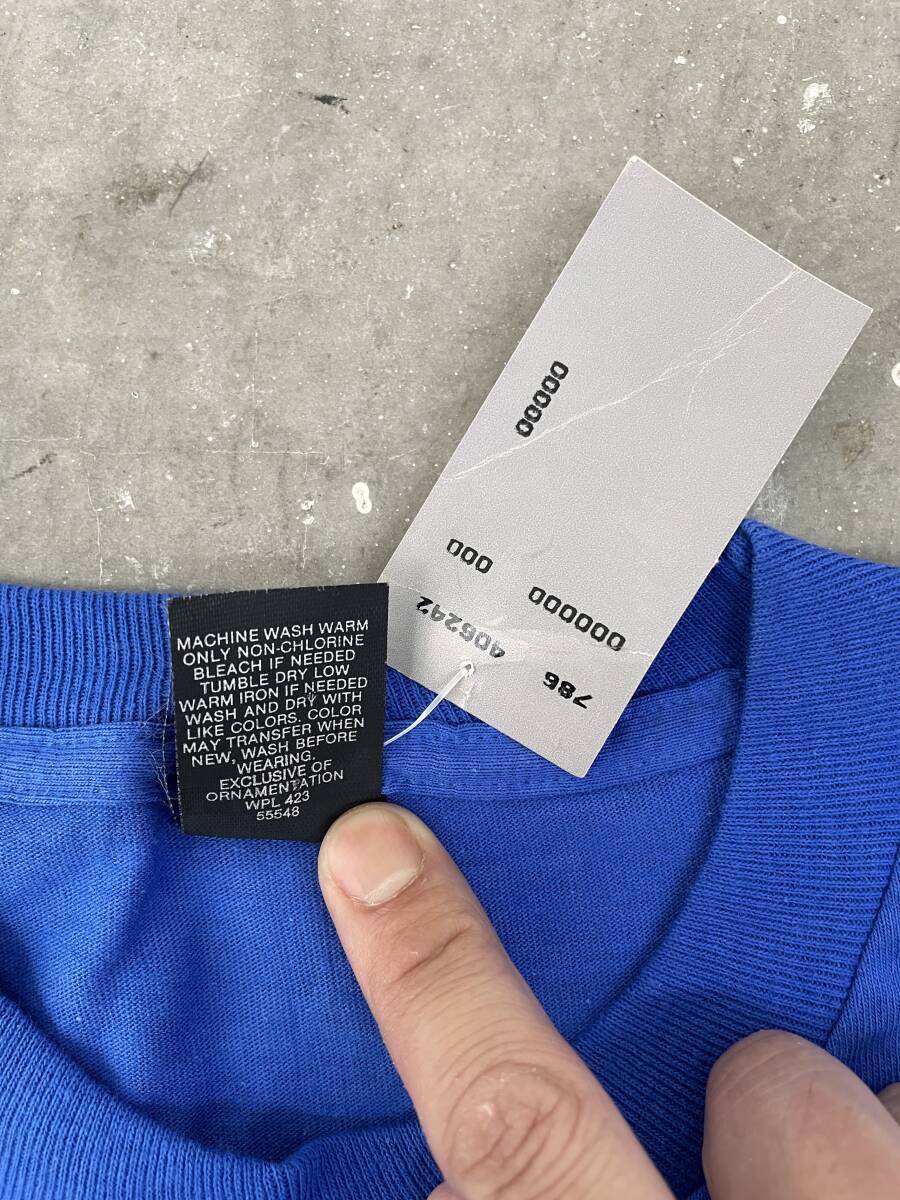 MACHINE WASH WARM
ONLY NON-CHLORINE
BLEACH IF NEEDED
TUMBLE DRY LOW
WARM IRON IF NEEDED
WASH AND DRY WITH
LIKE COLORS. COLOR
MAY TRANSFER WHEN
NEW, WASH BEFORE
WEARING.
EXCLUSIVE OF
ORNAMENTATION
WPL 423
55548
786
406242
000000
000 000
00000